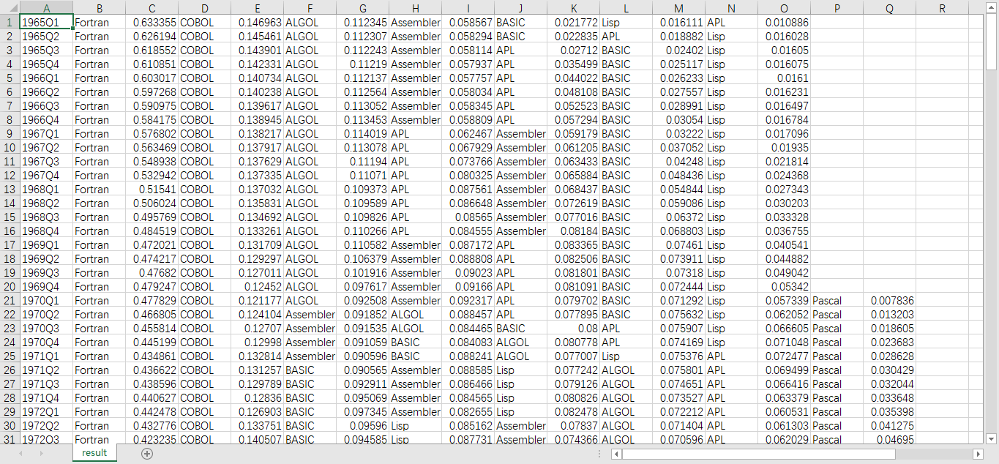 A B C D E F G H I J K L M N O P Q R
1 1965Q1 Fortran 0.633355 COBOL 0.146963 ALGOL 0.112345 Assembler 0.058567 BASIC 0.021772 Lisp 0.016111 APL 0.010886
2 1965Q2 Fortran 0.626194 COBOL 0.145461 ALGOL 0.112307 Assembler 0.058294 BASIC 0.022835 APL 0.018882 Lisp 0.016028
3 1965Q3 Fortran 0.618552 COBOL 0.143901 ALGOL 0.112243 Assembler 0.058114 APL 0.02712 BASIC 0.02402 Lisp 0.01605
4 1965Q4 Fortran 0.610851 COBOL 0.142331 ALGOL 0.11219 Assembler 0.057937 APL 0.035499 BASIC 0.025117 Lisp 0.016075
5 1966Q1 Fortran 0.603017 COBOL 0.140734 ALGOL 0.112137 Assembler 0.057757 APL 0.044022 BASIC 0.026233 Lisp 0.0161
6 1966Q2 Fortran 0.597268 COBOL 0.140238 ALGOL 0.112564 Assembler 0.058034 APL 0.048108 BASIC 0.027557 Lisp 0.016231
7 1966Q3 Fortran 0.590975 COBOL 0.139617 ALGOL 0.113052 Assembler 0.058345 APL 0.052523 BASIC 0.028991 Lisp 0.016497
8 1966Q4 Fortran 0.584175 COBOL 0.138945 ALGOL 0.113453 Assembler 0.058809 APL 0.057294 BASIC 0.03054 Lisp 0.016784
9 1967Q1 Fortran 0.576802 COBOL 0.138217 ALGOL 0.114019 APL 0.062467 Assembler 0.059179 BASIC 0.03222 Lisp 0.017096
10 1967Q2 Fortran 0.563469 COBOL 0.137917 ALGOL 0.113078 APL 0.067929 Assembler 0.061205 BASIC 0.037052 Lisp 0.01935
11 1967Q3 Fortran 0.548938 COBOL 0.137629 ALGOL 0.11194 APL 0.073766 Assembler 0.063433 BASIC 0.04248 Lisp 0.021814
12 1967Q4 Fortran 0.532942 COBOL 0.137335 ALGOL 0.11071 APL 0.080325 Assembler 0.065884 BASIC 0.048436 Lisp 0.024368
13 1968Q1 Fortran 0.51541 COBOL 0.137032 ALGOL 0.109373 APL 0.087561 Assembler 0.068437 BASIC 0.054844 Lisp 0.027343
14 1968Q2 Fortran 0.506024 COBOL 0.135831 ALGOL 0.109589 APL 0.086648 Assembler 0.072619 BASIC 0.059086 Lisp 0.030203
15 1968Q3 Fortran 0.495769 COBOL 0.134692 ALGOL 0.109826 APL 0.08565 Assembler 0.077016 BASIC 0.06372 Lisp 0.033328
16 1968Q4 Fortran 0.484519 COBOL 0.133261 ALGOL 0.110266 APL 0.084555 Assembler 0.08184 BASIC 0.068803 Lisp 0.036755
17 1969Q1 Fortran 0.472021 COBOL 0.131709 ALGOL 0.110582 Assembler 0.087172 APL 0.083365 BASIC 0.07461 Lisp 0.040541
18 1969Q2 Fortran 0.474217 COBOL 0.129297 ALGOL 0.106379 Assembler 0.088808 APL 0.082506 BASIC 0.073911 Lisp 0.044882
19 1969Q3 Fortran 0.47682 COBOL 0.127011 ALGOL 0.101916 Assembler 0.09023 APL 0.081801 BASIC 0.07318 Lisp 0.049042
20 1969Q4 Fortran 0.479247 COBOL 0.12452 ALGOL 0.097617 Assembler 0.09166 APL 0.081091 BASIC 0.072444 Lisp 0.05342
21 1970Q1 Fortran 0.477829 COBOL 0.121177 ALGOL 0.092508 Assembler 0.092317 APL 0.079702 BASIC 0.071292 Lisp 0.057339 Pascal 0.007836
22 1970Q2 Fortran 0.466805 COBOL 0.124104 Assembler 0.091852 ALGOL 0.088457 APL 0.077895 BASIC 0.075632 Lisp 0.062052 Pascal 0.013203
23 1970Q3 Fortran 0.455814 COBOL 0.12707 Assembler 0.091535 ALGOL 0.084465 BASIC 0.08 APL 0.075907 Lisp 0.066605 Pascal 0.018605
24 1970Q4 Fortran 0.445199 COBOL 0.12998 Assembler 0.091059 BASIC 0.084083 ALGOL 0.080778 APL 0.074169 Lisp 0.071048 Pascal 0.023683
25 1971Q1 Fortran 0.434861 COBOL 0.132814 Assembler 0.090596 BASIC 0.088241 ALGOL 0.077007 Lisp 0.075376 APL 0.072477 Pascal 0.028628
26 1971Q2 Fortran 0.436622 COBOL 0.131257 BASIC 0.090565 Assembler 0.088585 Lisp 0.077242 ALGOL 0.075801 APL 0.069499 Pascal 0.030429
27 1971Q3 Fortran 0.438596 COBOL 0.129789 BASIC 0.092911 Assembler 0.086466 Lisp 0.079126 ALGOL 0.074651 APL 0.066416 Pascal 0.032044
28 1971Q4 Fortran 0.440627 COBOL 0.12836 BASIC 0.095069 Assembler 0.084565 Lisp 0.080826 ALGOL 0.073527 APL 0.063379 Pascal 0.033648
29 1972Q1 Fortran 0.442478 COBOL 0.126903 BASIC 0.097345 Assembler 0.082655 Lisp 0.082478 ALGOL 0.072212 APL 0.060531 Pascal 0.035398
30 1972Q2 Fortran 0.432776 COBOL 0.133751 BASIC 0.09596 Lisp 0.085162 Assembler 0.07837 ALGOL 0.071404 APL 0.061303 Pascal 0.041275
31 1972Q3 Fortran 0.423235 COBOL 0.140507 BASIC 0.094585 Lisp 0.087731 Assembler 0.074366 ALGOL 0.070596 APL 0.062029 Pascal 0.04695
result